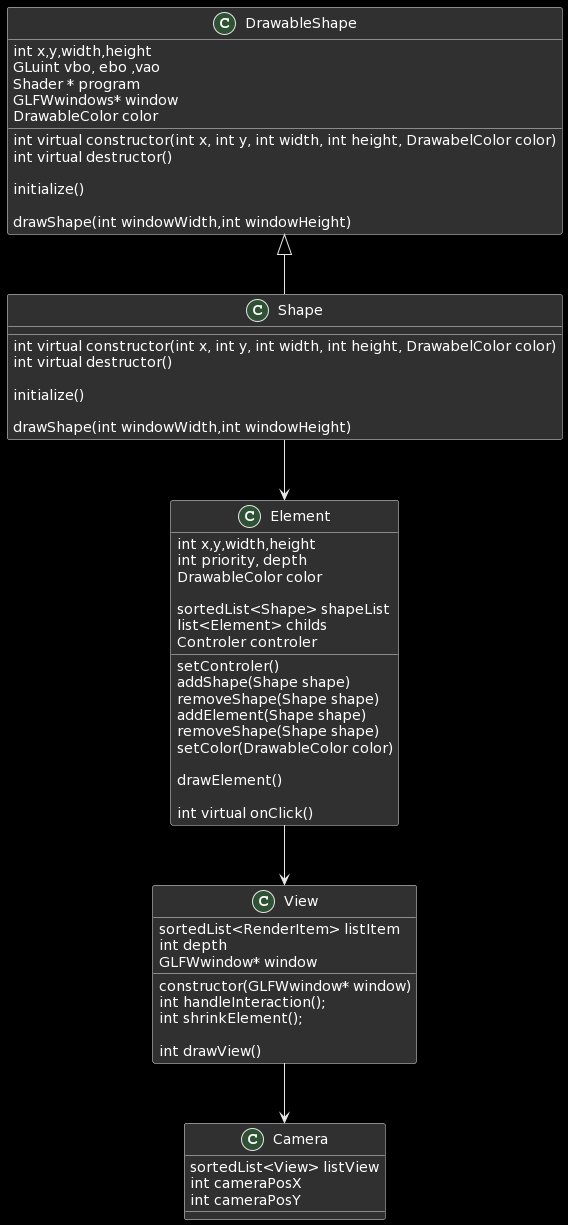 C DrawableShape
int x,y,width,height
GLuint vbo, ebo ,vao
Shader * program
GLFWwindows* window
DrawableColor color
int virtual constructor(int x, int y, int width, int height, DrawabelColor color)
int virtual destructor()
initialize()
drawShape(int windowWidth,int windowHeight)
C Shape
int virtual constructor(int x, int y, int width, int height, DrawabelColor color)
int virtual destructor()
initialize()
drawShape(int windowWidth,int windowHeight)
C Element
int x,y,width,height
int priority, depth
DrawableColor color
sortedList<Shape> shapeList
list<Element> childs
Controler controler
setControler()
addShape(Shape shape)
removeShape(Shape shape)
addElement(Shape shape)
removeShape(Shape shape)
setColor(DrawableColor color)
drawElement()
int virtual onClick()
C View
sortedList<RenderItem> listItem
int depth
GLFWwindow* window
constructor(GLFWwindow* window)
int handleInteraction();
int shrinkElement();
int drawView()
C Camera
sortedList<View> listView
int cameraPosX
int cameraPosY